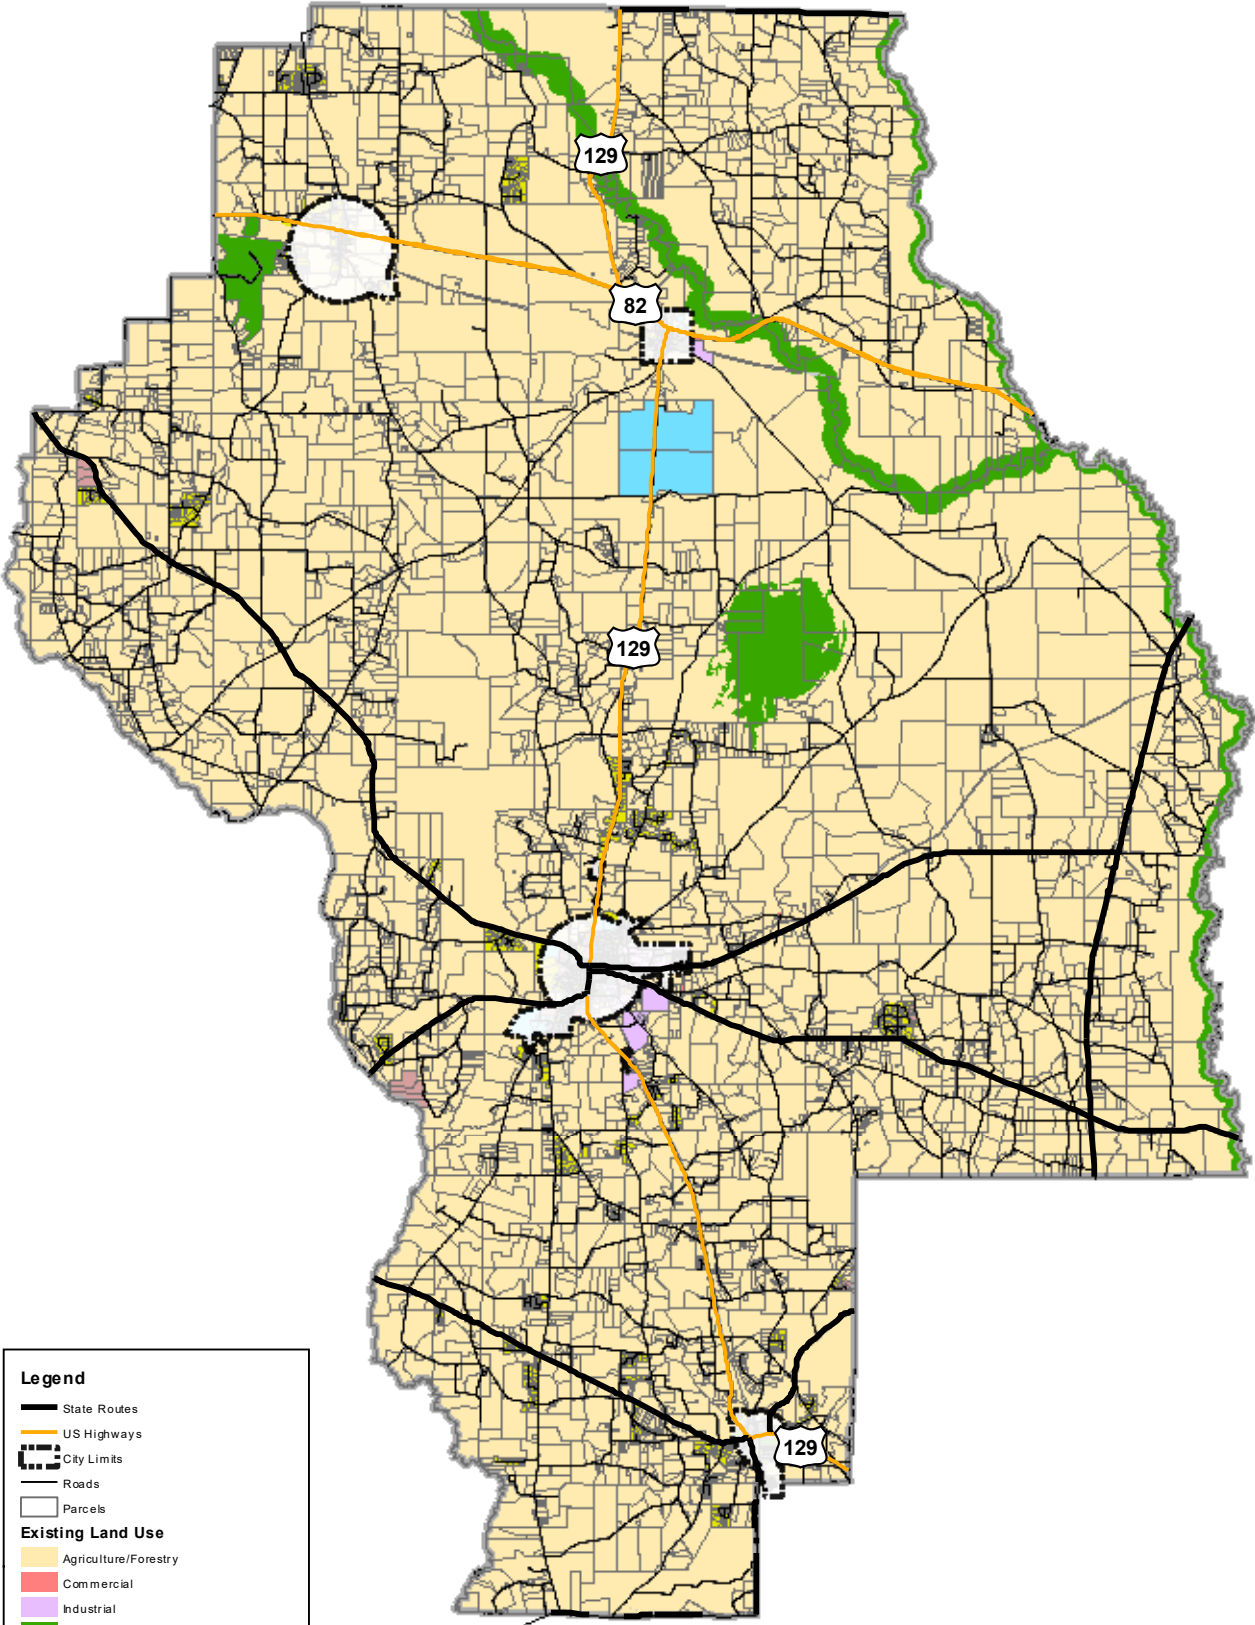 129
82
129
129
Legend
State Routes
US Highways
City Limits
Roads
Parcels
Existing Land Use
Agriculture/Forestry
Commercial
Industrial